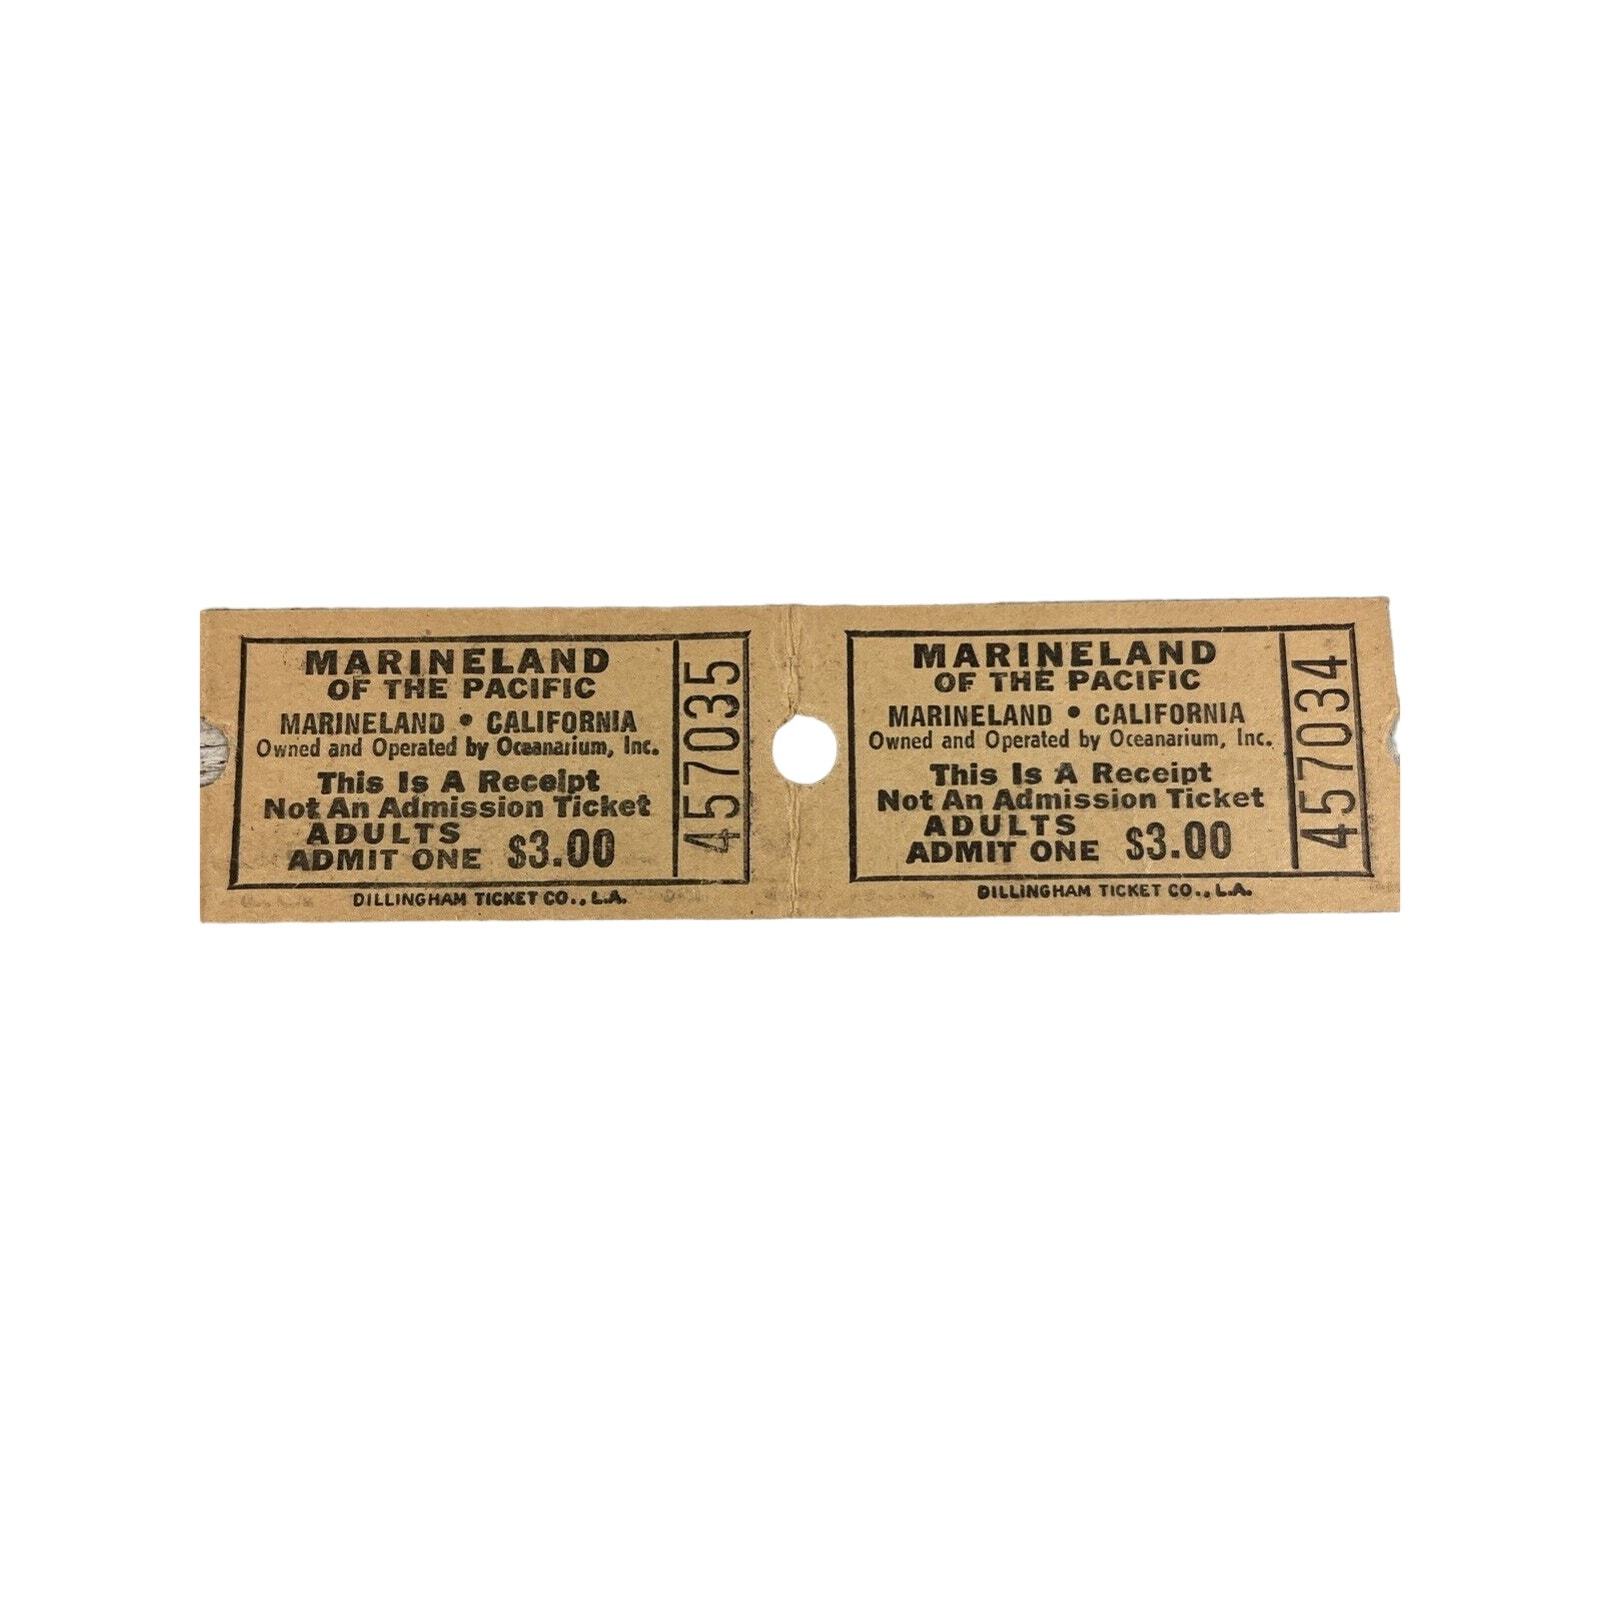 MARINELAND
OF THE PACIFIC
MARINELAND • CALIFORNIA
Owned and Operated by Oceanarium, Inc.
This Is A Receipt
Not An Admission Ticket
ADULTS
ADMIT ONE $3.00
457035
DILLINGHAM TICKET CO., L.A.
MARINELAND
OF THE PACIFIC
MARINELAND • CALIFORNIA
Owned and Operated by Oceanarium, Inc.
This Is A Receipt
Not An Admission Ticket
ADULTS
ADMIT ONE $3.00
457034
DILLINGHAM TICKET CO., L.A.